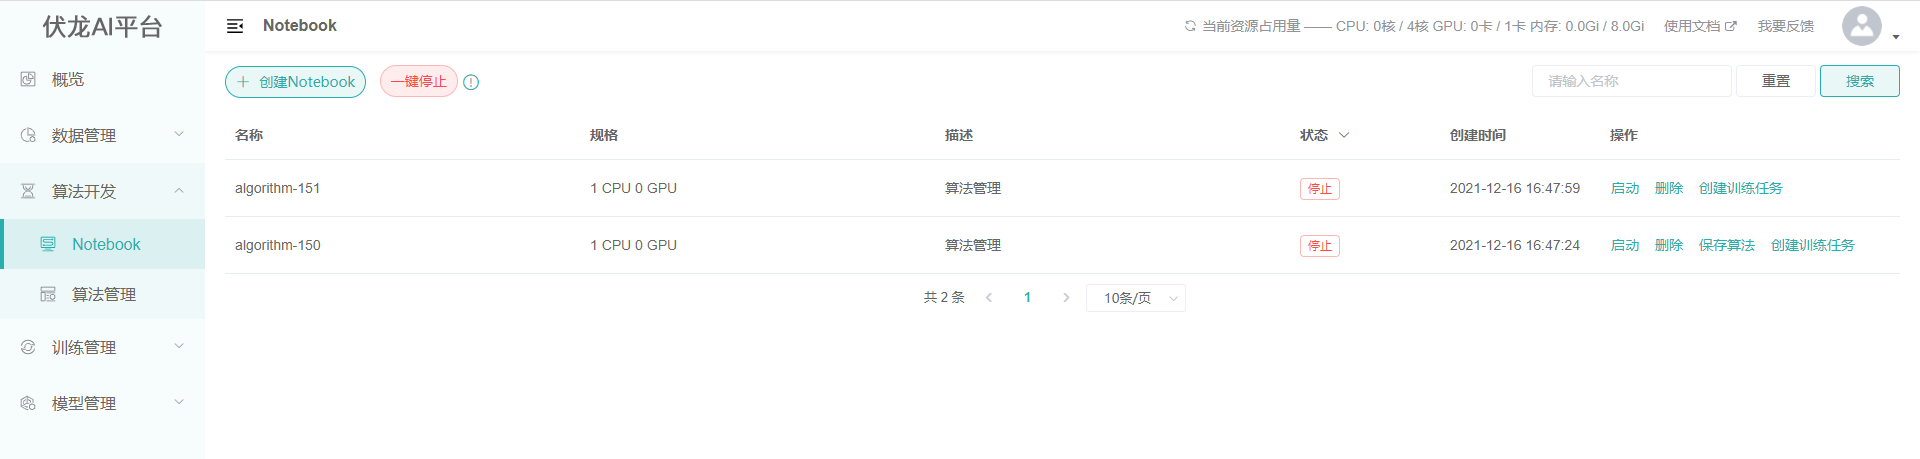 伏龙AI平台
Notebook
当前资源占用量 —— CPU: 0核 / 4核 GPU: 0卡 / 1卡 内存: 0.0Gi / 8.0Gi
使用文档
我要反馈
概览
数据管理
算法开发
Notebook
算法管理
训练管理
模型管理
创建Notebook
一键停止
请输入名称
重置
搜索
名称 规格 描述 状态 创建时间 操作
algorithm-151 1 CPU 0 GPU 算法管理 停止 2021-12-16 16:47:59 启动 删除 创建训练任务
algorithm-150 1 CPU 0 GPU 算法管理 停止 2021-12-16 16:47:24 启动 删除 保存算法 创建训练任务
共 2 条 1 10条/页